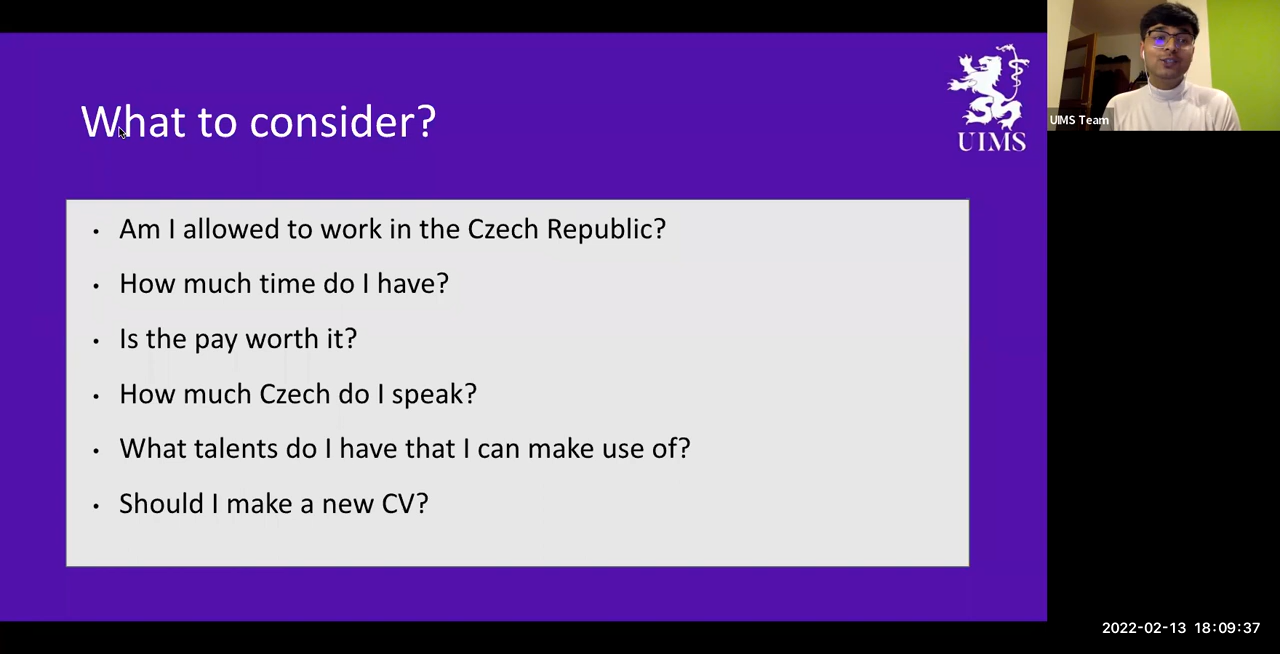 What to consider?
UIMS
UIMS Team
• Am I allowed to work in the Czech Republic?
• How much time do I have?
• Is the pay worth it?
• How much Czech do I speak?
• What talents do I have that I can make use of?
• Should I make a new CV?
2022-02-13 18:09:37